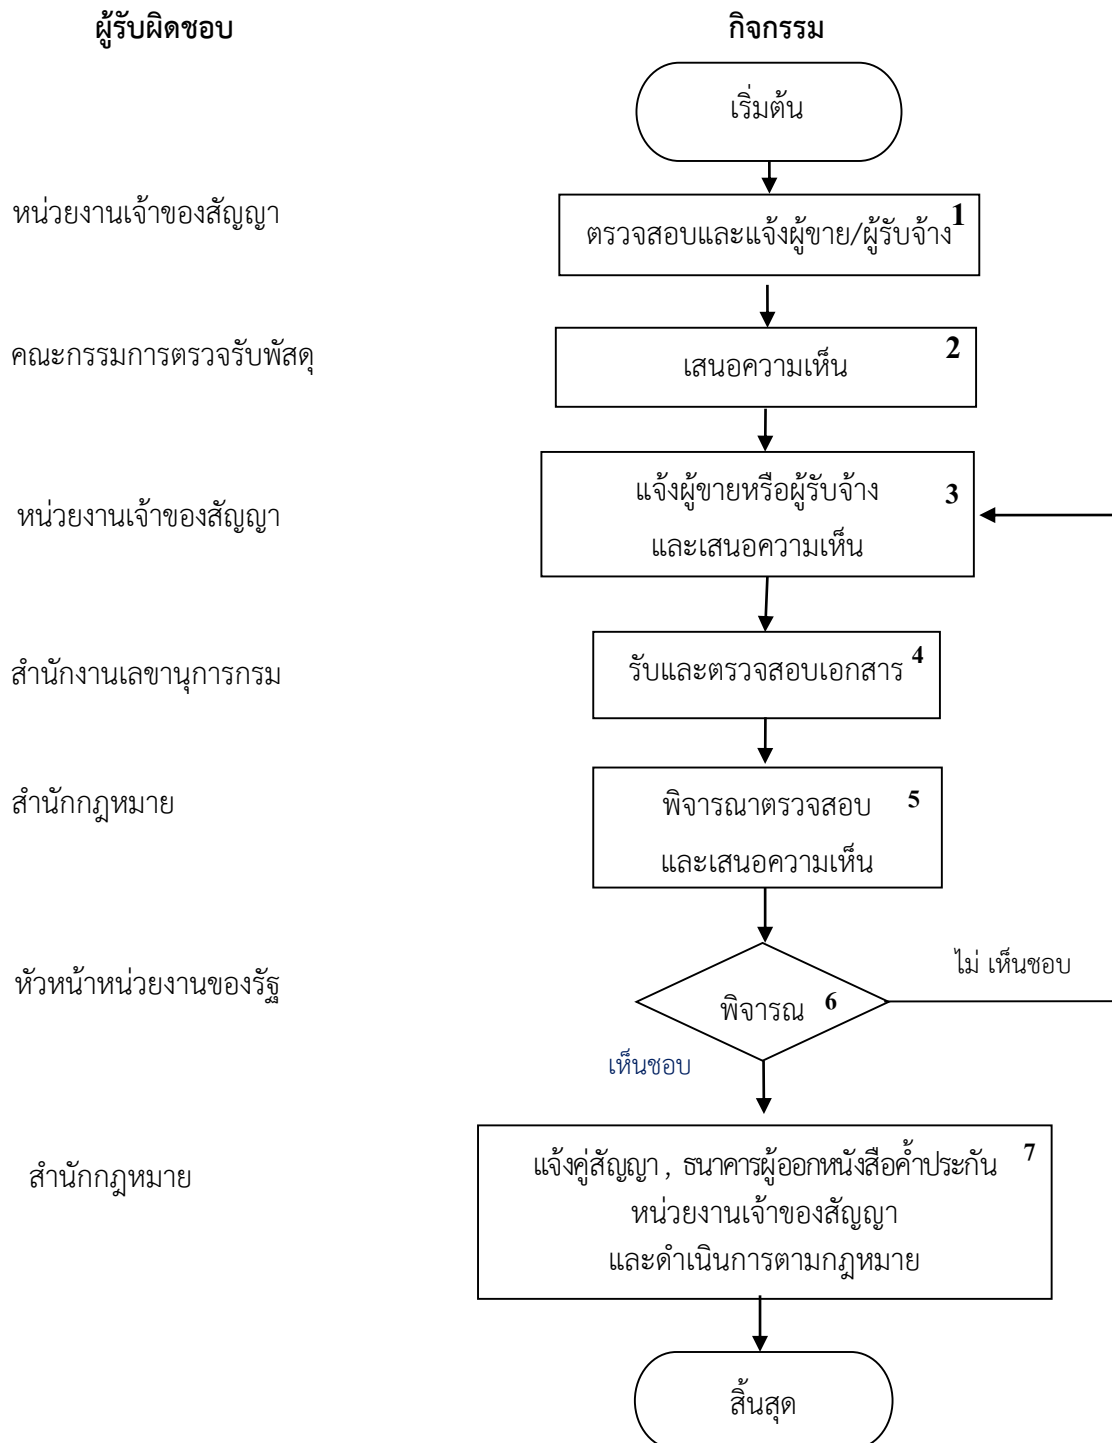 ผู้รับผิดชอบ กิจกรรม
เริ่มต้น
หน่วยงานเจ้าของสัญญา
ตรวจสอบและแจ้งผู้ขาย/ผู้รับจ้าง 1
คณะกรรมการตรวจรับพัสดุ
เสนอความเห็น 2
หน่วยงานเจ้าของสัญญา
แจ้งผู้ขายหรือผู้รับจ้าง 3
และเสนอความเห็น
สำนักงานเลขานุการกรม
รับและตรวจสอบเอกสาร 4
สำนักกฎหมาย
พิจารณาตรวจสอบ 5
และเสนอความเห็น
หัวหน้าหน่วยงานของรัฐ
พิจารณ 6
ไม่ เห็นชอบ
เห็นชอบ
สำนักกฎหมาย
แจ้งคู่สัญญา , ธนาคารผู้ออกหนังสือค้ำประกัน 7
หน่วยงานเจ้าของสัญญา
และดำเนินการตามกฎหมาย
สิ้นสุด